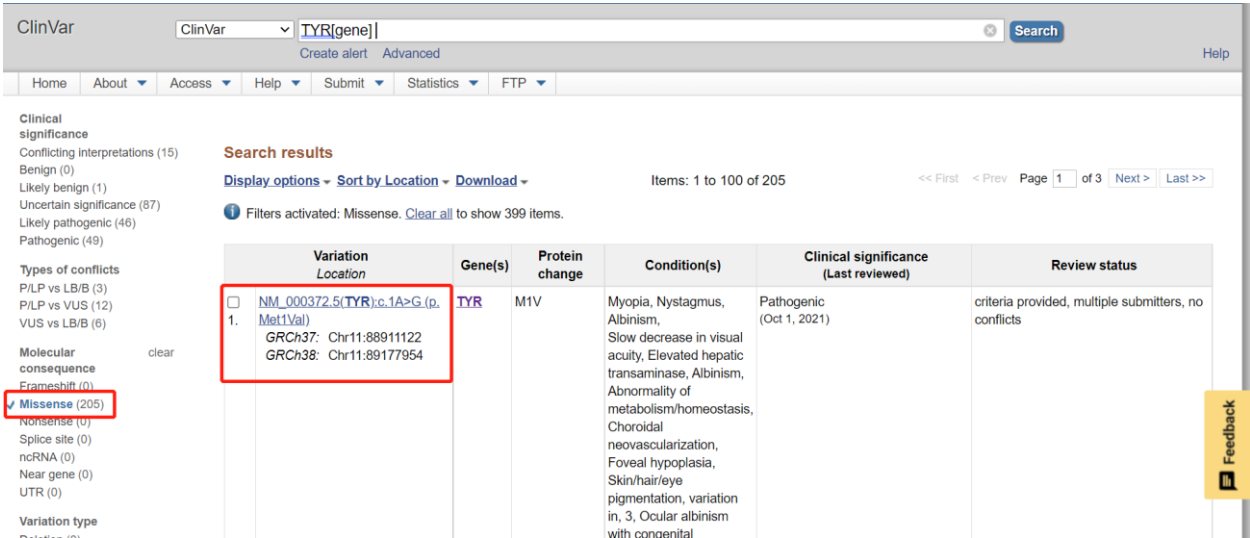 ClinVar
ClinVar
TYR[gene]
Search
Create alert Advanced
Help
Home About Access Help Submit Statistics FTP
Clinical
significance
Conflicting interpretations (15)
Benign (0)
Likely benign (1)
Uncertain significance (87)
Likely pathogenic (46)
Pathogenic (49)
Types of conflicts
P/LP vs LB/B (3)
P/LP vs VUS (12)
VUS vs LB/B (6)
Molecular clear
consequence
Frameshift (0)
Missense (205)
Nonsense (0)
Splice site (0)
ncRNA (0)
Near gene (0)
UTR (0)
Variation type
Deletion (0)
Search results
Display options Sort by Location Download
Items: 1 to 100 of 205
<< First < Prev Page 1 of 3 Next > Last >>
Filters activated: Missense. Clear all to show 399 items.
Variation
Location
Gene(s)
Protein
change
Condition(s)
Clinical significance
(Last reviewed)
Review status
1.
NM_000372.5(TYR):c.1A>G (p.
Met1Val)
GRCh37: Chr11:88911122
GRCh38: Chr11:89177954
TYR
M1V
Myopia, Nystagmus,
Albinism,
Slow decrease in visual
acuity, Elevated hepatic
transaminase, Albinism,
Abnormality of
metabolism/homeostasis,
Choroidal
neovascularization,
Foveal hypoplasia,
Skin/hair/eye
pigmentation, variation
in, 3, Ocular albinism
with congenital
Pathogenic
(Oct 1, 2021)
criteria provided, multiple submitters, no
conflicts
Feedback